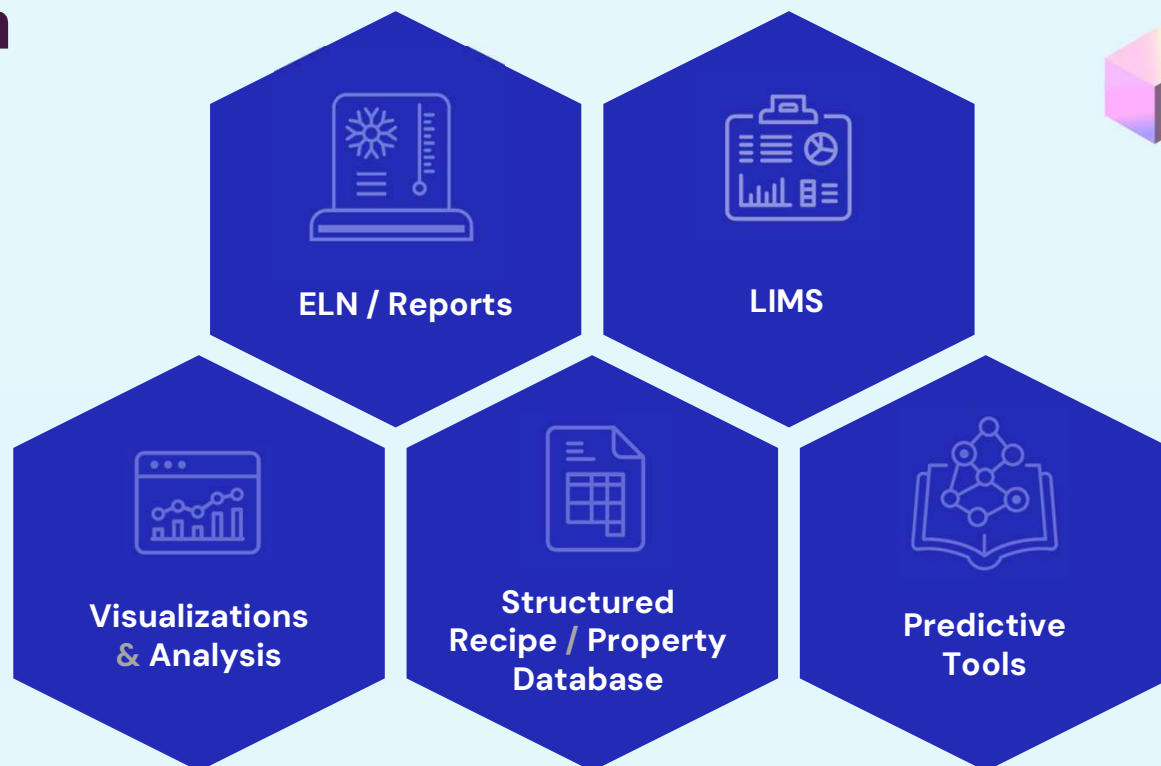 ELN / Reports
LIMS
Visualizations
& Analysis
Structured
Recipe / Property
Database
Predictive
Tools